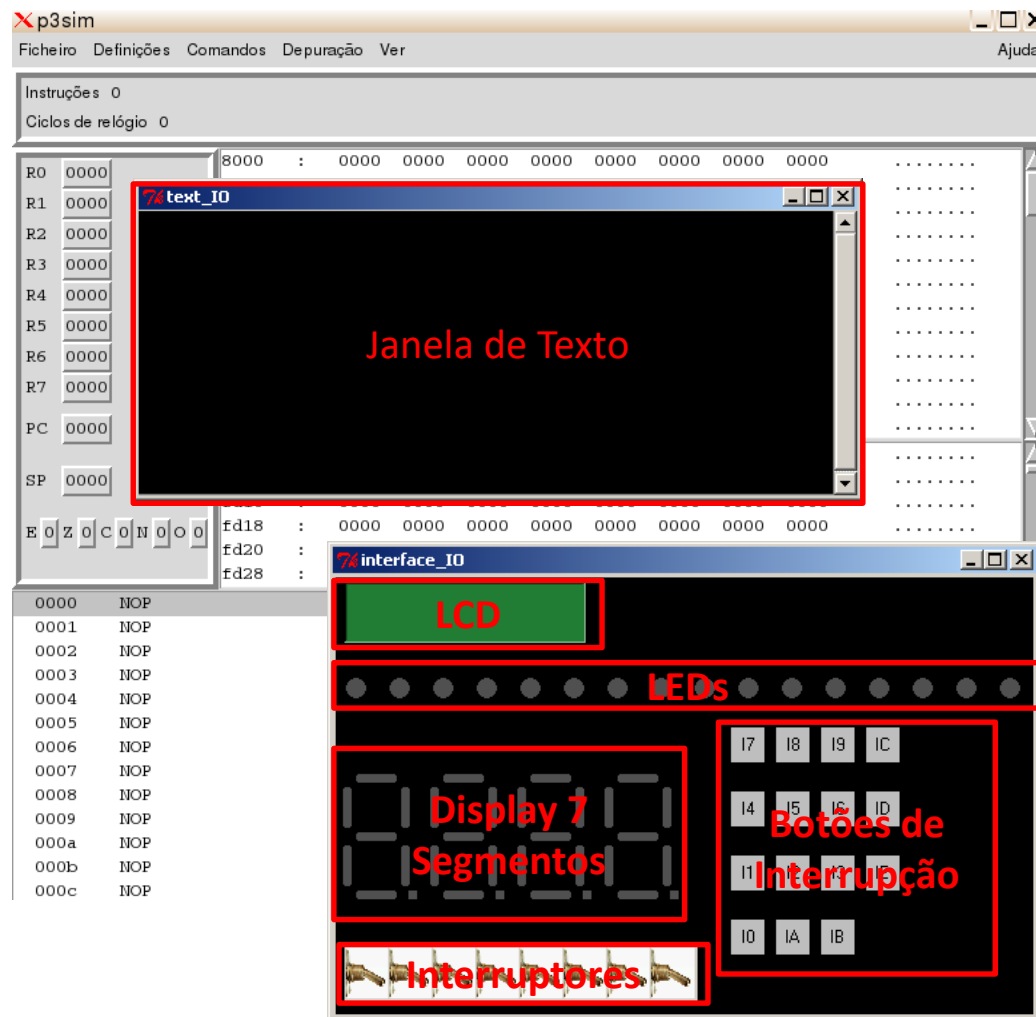 p3sim
Ficheiro Definições Comandos Depuração Ver Ajuda
Instruções 0
Ciclos de relógio 0
R0 0000
R1 0000
R2 0000
R3 0000
R4 0000
R5 0000
R6 0000
R7 0000
PC 0000
SP 0000
E 0 Z 0 C 0 N 0 O 0
8000 : 0000 0000 0000 0000 0000 0000 0000 0000 ........
........
........
........
........
........
........
........
........
........
........
........
........
text_IO
Janela de Texto
fd18 : 0000 0000 0000 0000 0000 0000 0000 0000 ........
fd20 :
fd28 :
0000 NOP
0001 NOP
0002 NOP
0003 NOP
0004 NOP
0005 NOP
0006 NOP
0007 NOP
0008 NOP
0009 NOP
000a NOP
000b NOP
000c NOP
interface_IO
LCD
LEDs
Display 7
Segmentos
Interruptores
I7 I8 I9 IC
I4 I5 I6 ID
I1 I2 I3 IE
I0 IA IB
Botões de
Interrupção